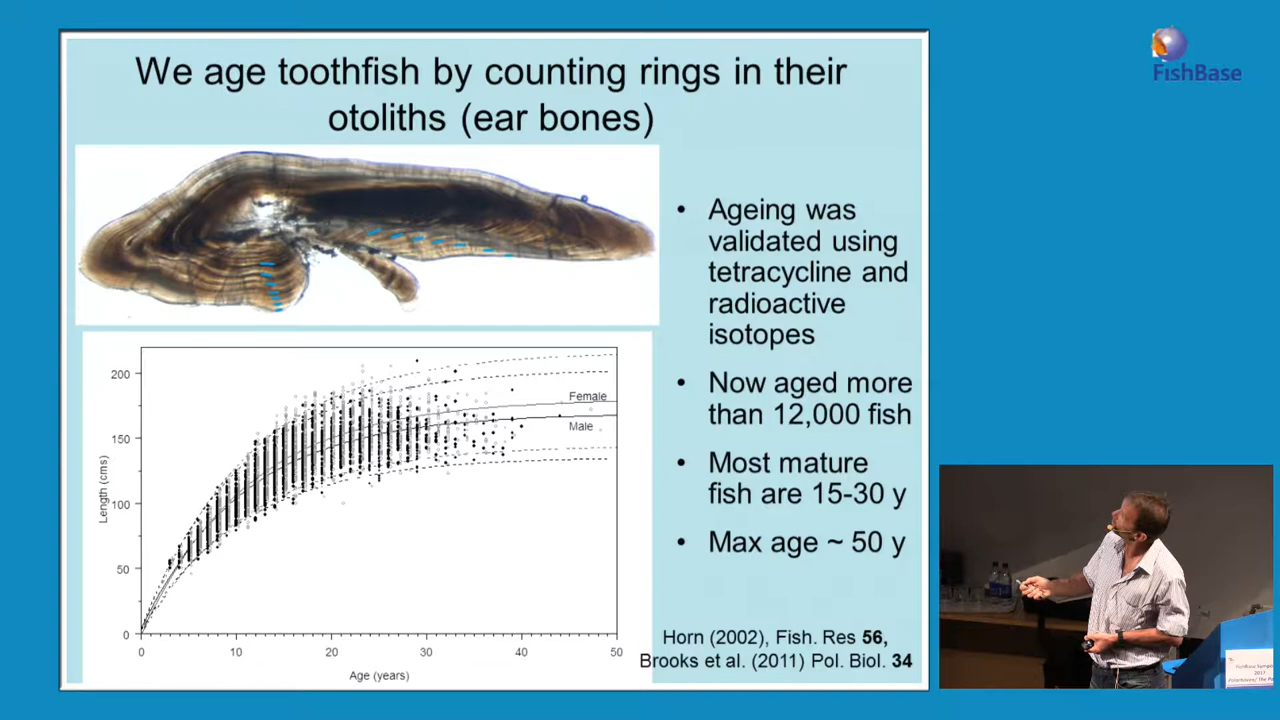 We age toothfish by counting rings in their
otoliths (ear bones)
FishBase
• Ageing was
validated using
tetracycline and
radioactive
isotopes
• Now aged more
than 12,000 fish
• Most mature
fish are 15-30 y
• Max age ~ 50 y
Horn (2002), Fish. Res 56,
Brooks et al. (2011) Pol. Biol. 34
Length (cms)
200
150
100
50
0
Female
Male
0 10 20 30 40 50
Age (years)
FishBase
2017